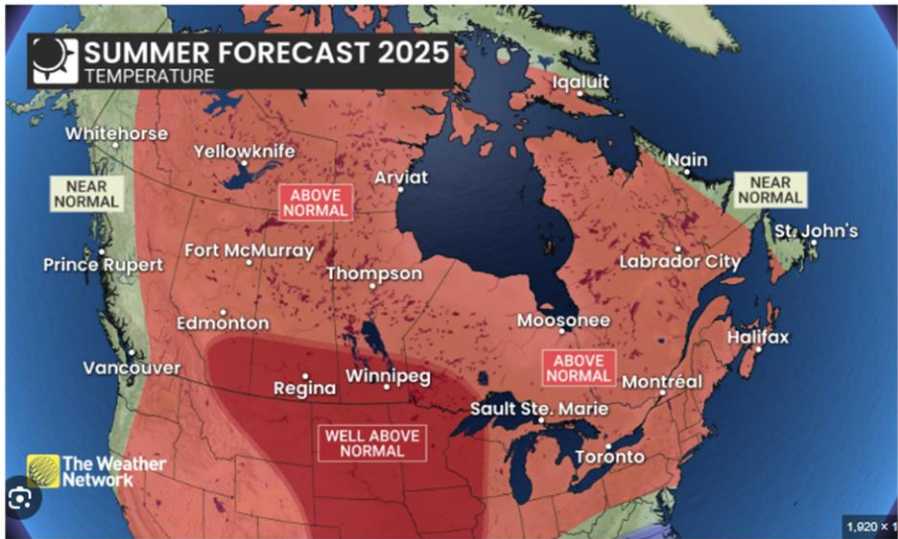 SUMMER FORECAST 2025
TEMPERATURE
Iqaluit
Whitehorse
Yellowknife
Nain
Arviat
NEAR
NORMAL
ABOVE
NORMAL
NEAR
NORMAL
St. John's
Fort McMurray
Prince Rupert
Labrador City
Thompson
Edmonton
Moosonee
Halifax
Vancouver
ABOVE
NORMAL
Regina
Winnipeg
Montréal
Sault Ste. Marie
WELL ABOVE
NORMAL
Toronto
The Weather
Network
1,920 × 1